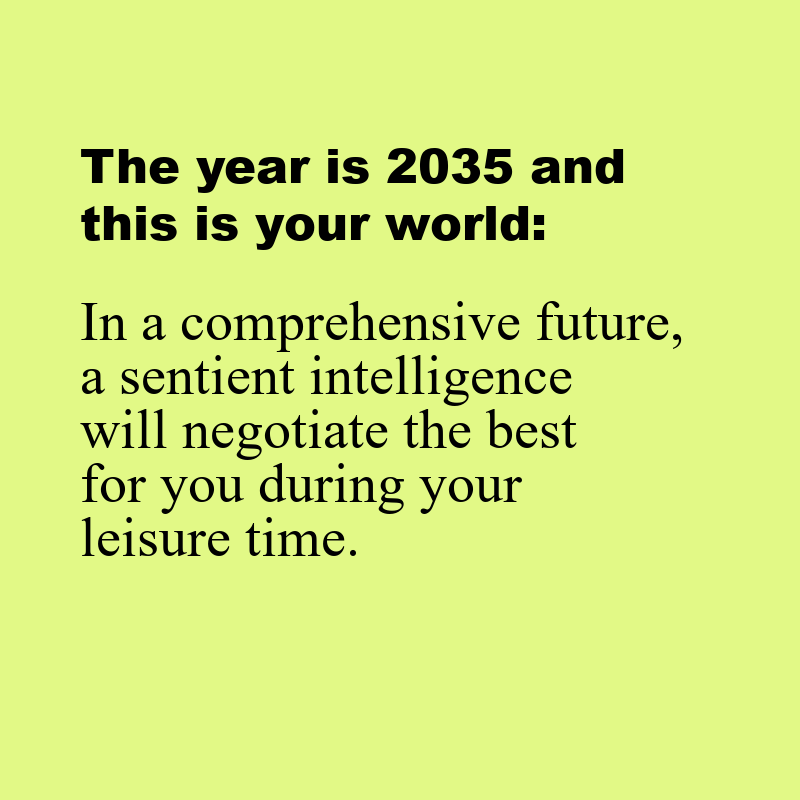 The year is 2035 and
this is your world:
In a comprehensive future,
a sentient intelligence
will negotiate the best
for you during your
leisure time.